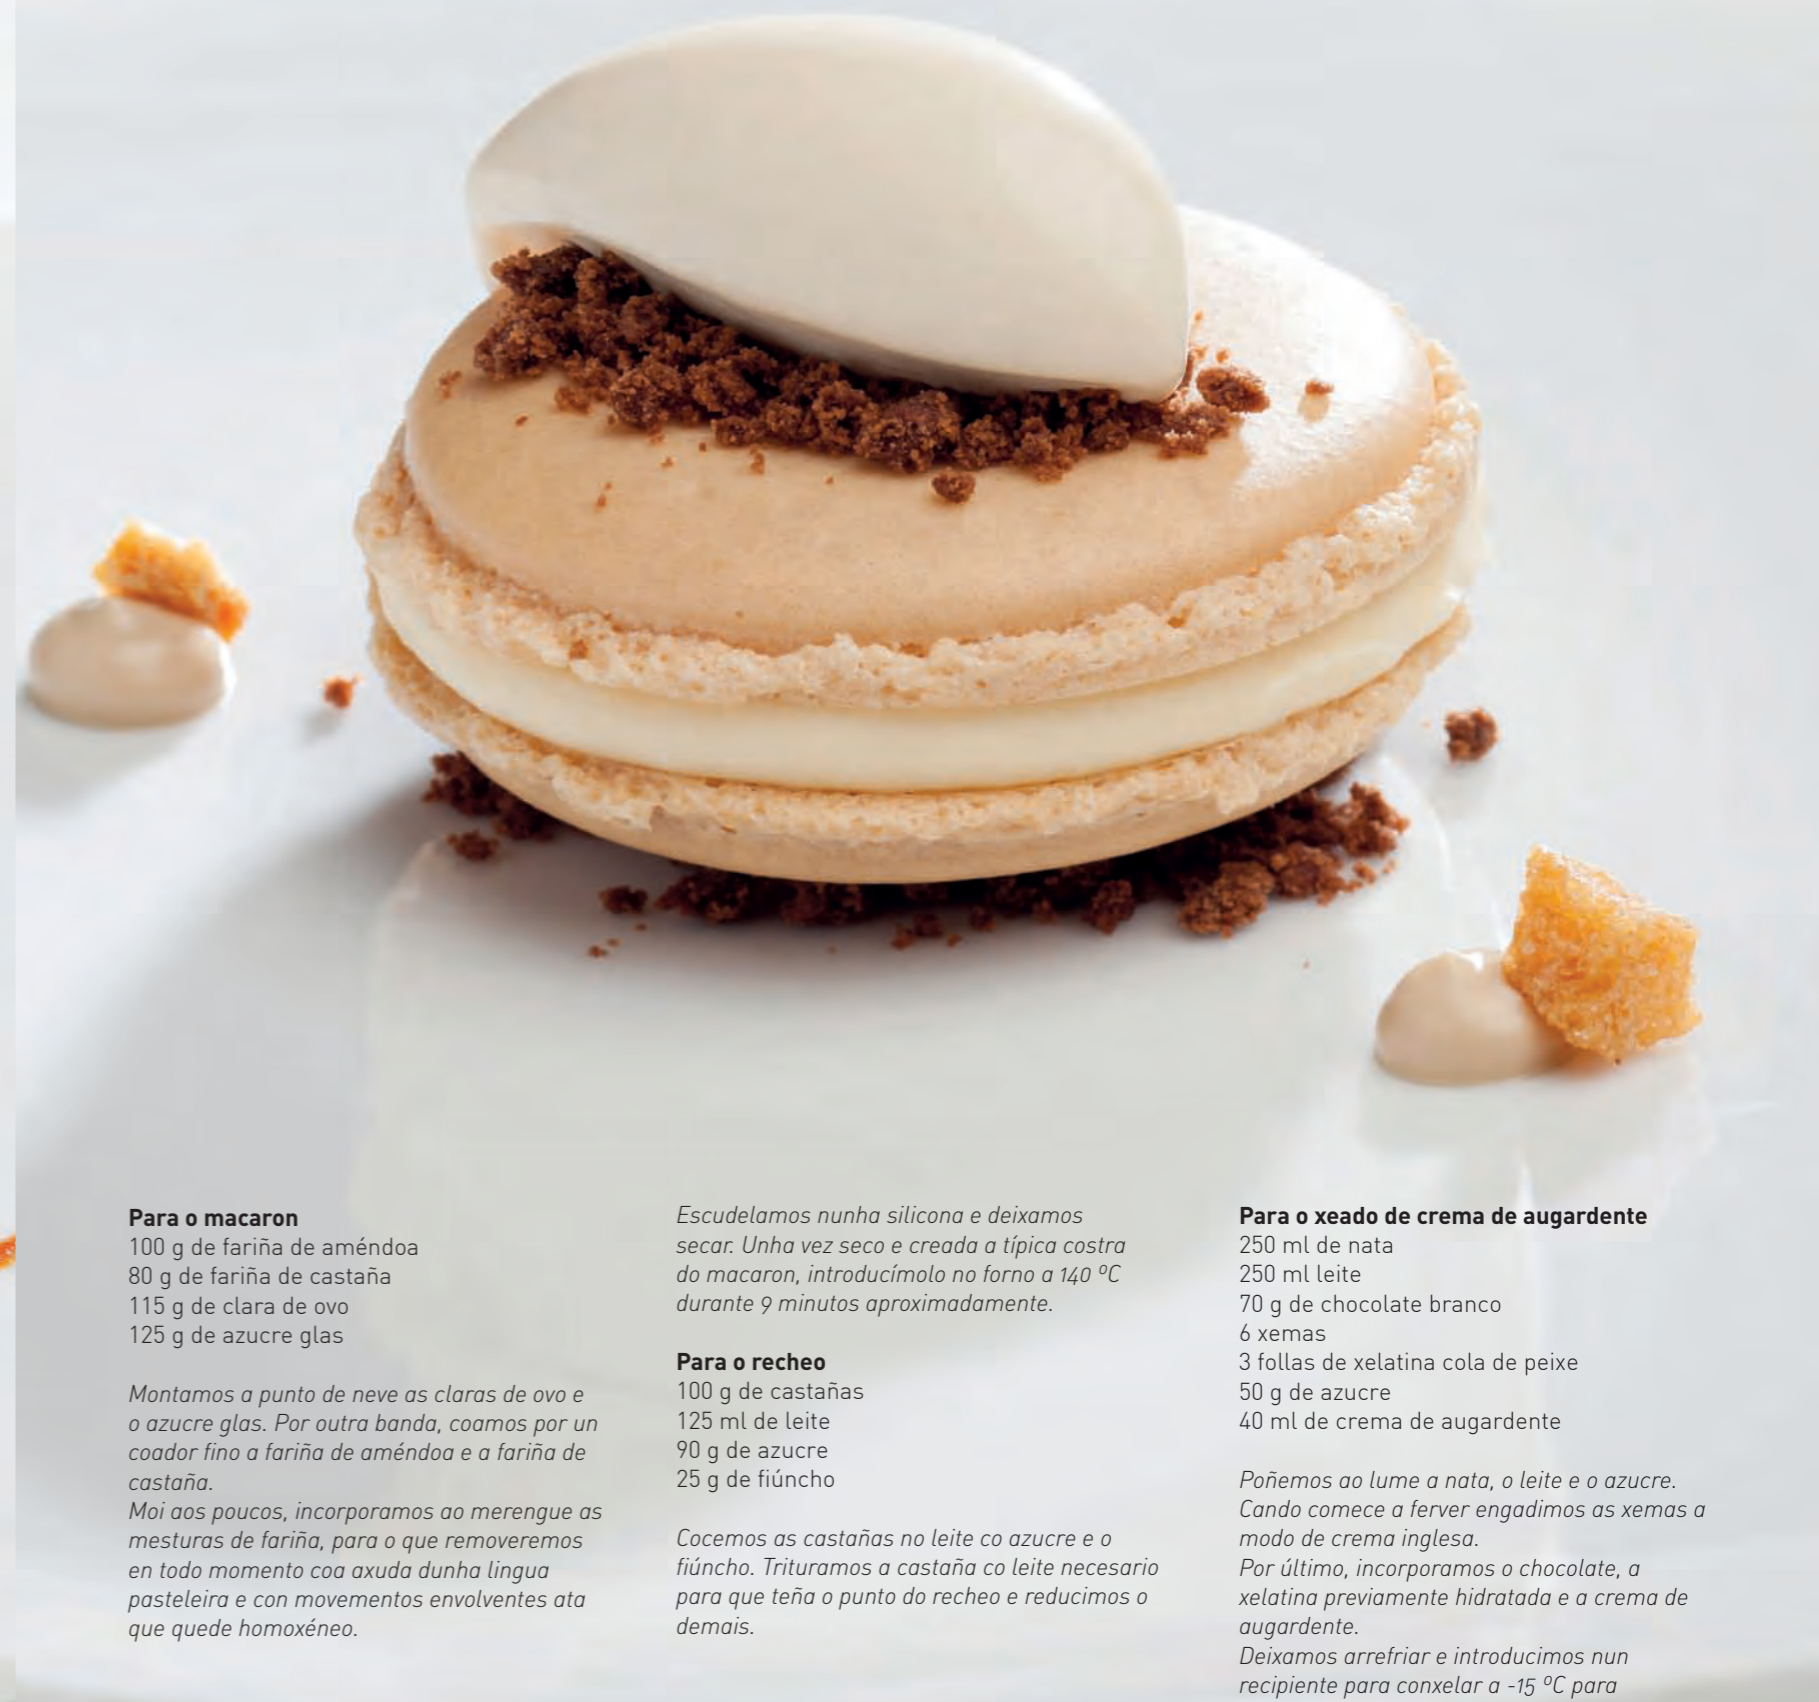 Para o macaron
100 g de fariña de améndoa
80 g de fariña de castaña
115 g de clara de ovo
125 g de azucre glas
Montamos a punto de neve as claras de ovo e
o azucre glas. Por outra banda, coamos por un
coador fino a fariña de améndoa e a fariña de
castaña.
Moi aos poucos, incorporamos ao merengue as
mesturas de fariña, para o que removeremos
en todo momento coa axuda dunha lingua
pasteleira e con movementos envolventes ata
que quede homoxéneo.
Escudelamos nunha silicona e deixamos
secar. Unha vez seco e creada a típica costra
do macaron, introducímolo no forno a 140 ºC
durante 9 minutos aproximadamente.
Para o recheo
100 g de castañas
125 ml de leite
90 g de azucre
25 g de fiúncho
Cocemos as castañas no leite co azucre e o
fiúncho. Trituramos a castaña co leite necesario
para que teña o punto do recheo e reducimos o
demais.
Para o xeado de crema de augardente
250 ml de nata
250 ml leite
70 g de chocolate branco
6 xemas
3 follas de xelatina cola de peixe
50 g de azucre
40 ml de crema de augardente
Poñemos ao lume a nata, o leite e o azucre.
Cando comece a ferver engadimos as xemas a
modo de crema inglesa.
Por último, incorporamos o chocolate, a
xelatina previamente hidratada e a crema de
augardente.
Deixamos arrefriar e introducimos nun
recipiente para conxelar a -15 ºC para